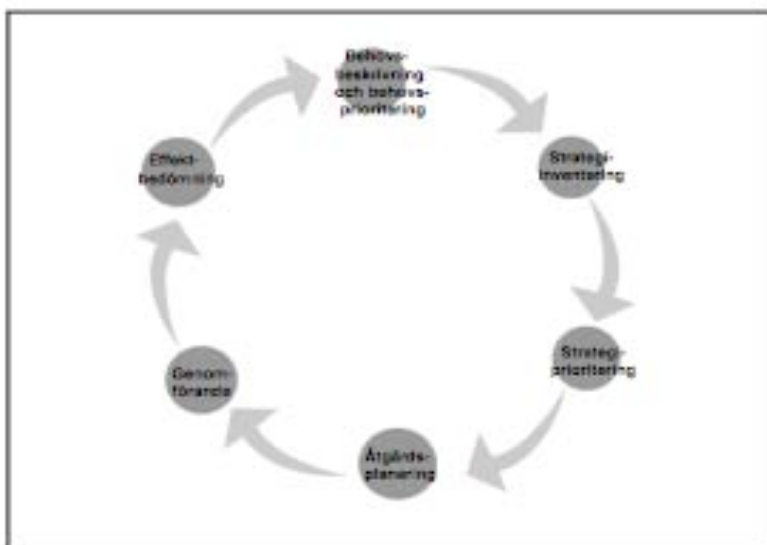 Behovs-
beskrivning
och behovs-
prioritering
Strategi-
inventering
Strategi-
prioritering
Åtgärds-
planering
Genom-
förande
Effekt-
bedömning